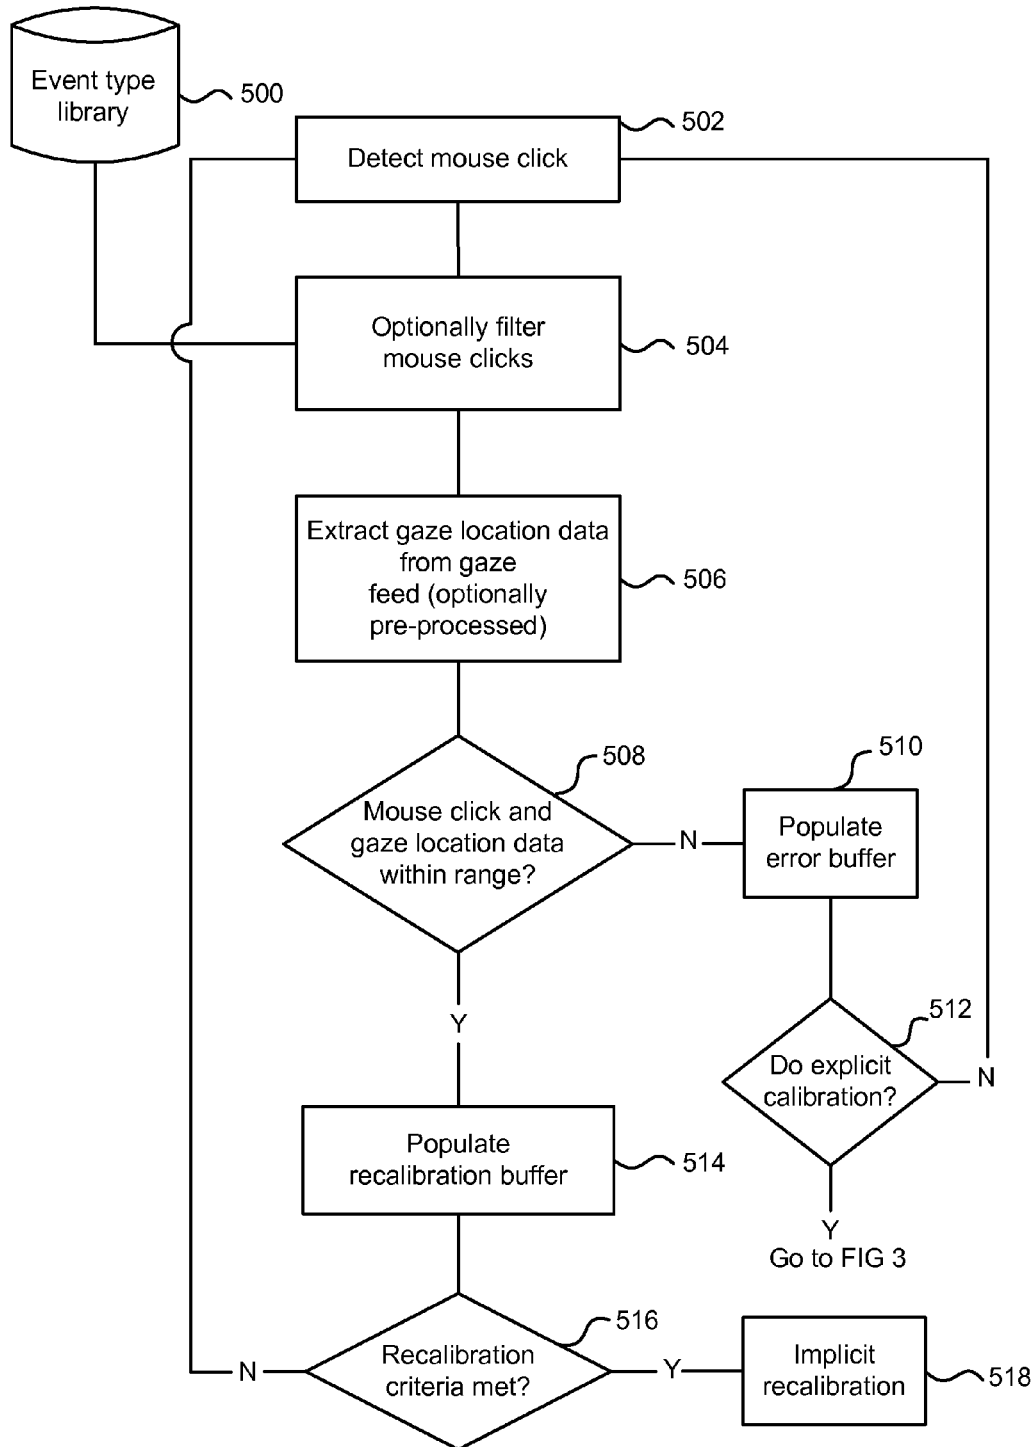 Event type
library
500
502
Detect mouse click
Optionally filter
mouse clicks
504
Extract gaze location data
from gaze
feed (optionally
pre-processed)
506
508
Mouse click and
gaze location data
within range?
N
510
Populate
error buffer
Y
512
Do explicit
calibration?
N
Y
Go to FIG 3
Populate
recalibration buffer
514
516
Recalibration
criteria met?
N
Y
Implicit
recalibration
518